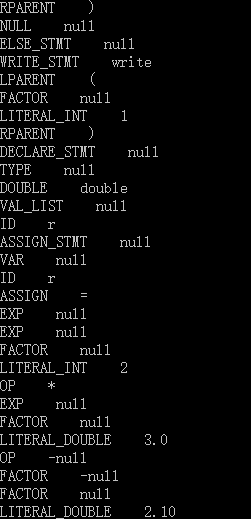 RPARENT    )
NULL    null
ELSE_STMT    null
WRITE_STMT    write
LPARENT    (
FACTOR    null
LITERAL_INT    1
RPARENT    )
DECLARE_STMT    null
TYPE    null
DOUBLE    double
VAL_LIST    null
ID    r
ASSIGN_STMT    null
VAR    null
ID    r
ASSIGN    =
EXP    null
EXP    null
FACTOR    null
LITERAL_INT    2
OP    *
EXP    null
FACTOR    null
LITERAL_DOUBLE    3.0
OP    -null
FACTOR    -null
FACTOR    null
LITERAL_DOUBLE    2.10